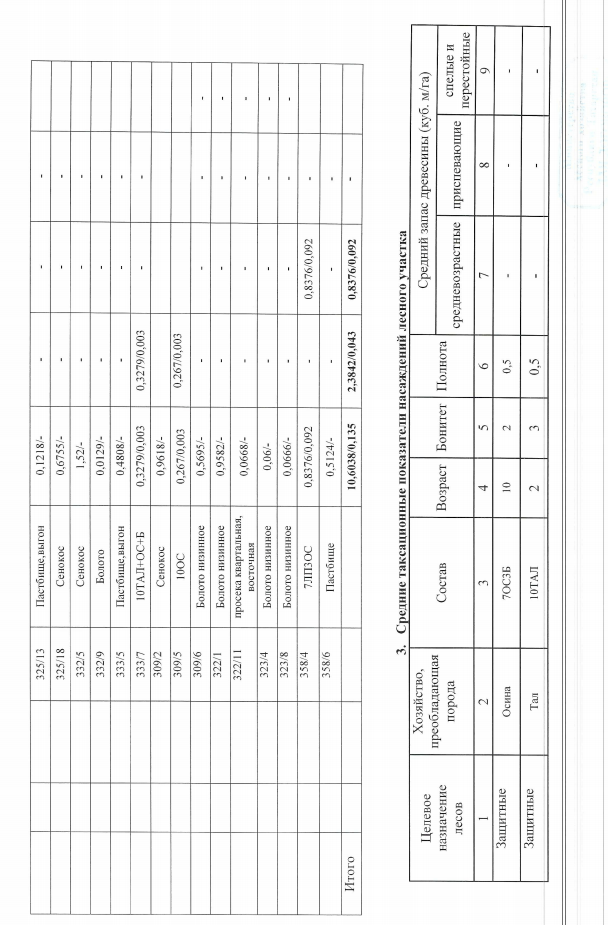 325/13 Пастбище,выгон 0,1218/- - - -
325/18 Сенокос 0,6755/- - - -
332/5 Сенокос 1,52/- - - -
332/9 Болото 0,0129/- - - -
333/5 Пастбище,выгон 0,4808/- - - -
333/7 10ТАЛ+ОС+Б 0,3279/0,003 0,3279/0,003 - -
309/2 Сенокос 0,9618/-
309/5 10ОС 0,267/0,003 0,267/0,003
309/6 Болото низинное 0,5695/- - - - -
322/1 Болото низинное 0,9582/- - - - -
322/11 просека квартальная, 0,0668/- - - - -
восточная
323/4 Болото низинное 0,06/- - - - -
323/8 Болото низинное 0,0666/- - - - -
358/4 7ЛП3ОС 0,8376/0,092 - 0,8376/0,092 -
358/6 Пастбище 0,5124/- - - -
Итого 10,6038/0,135 2,3842/0,043 0,8376/0,092 -
3. Средние таксационные показатели насаждений лесного участка
Целевое
назначение
лесов
Хозяйство,
преобладающая
порода
Состав
Возраст
Бонитет
Полнота
Средний запас древесины (куб. м/га)
средневозрастные
приспевающие
спелые и
перестойные
1 2 3 4 5 6 7 8 9
Защитные Осина 7ОС3Б 10 2 0,5 - - -
Защитные Тал 10ТАЛ 2 3 0,5 - - -